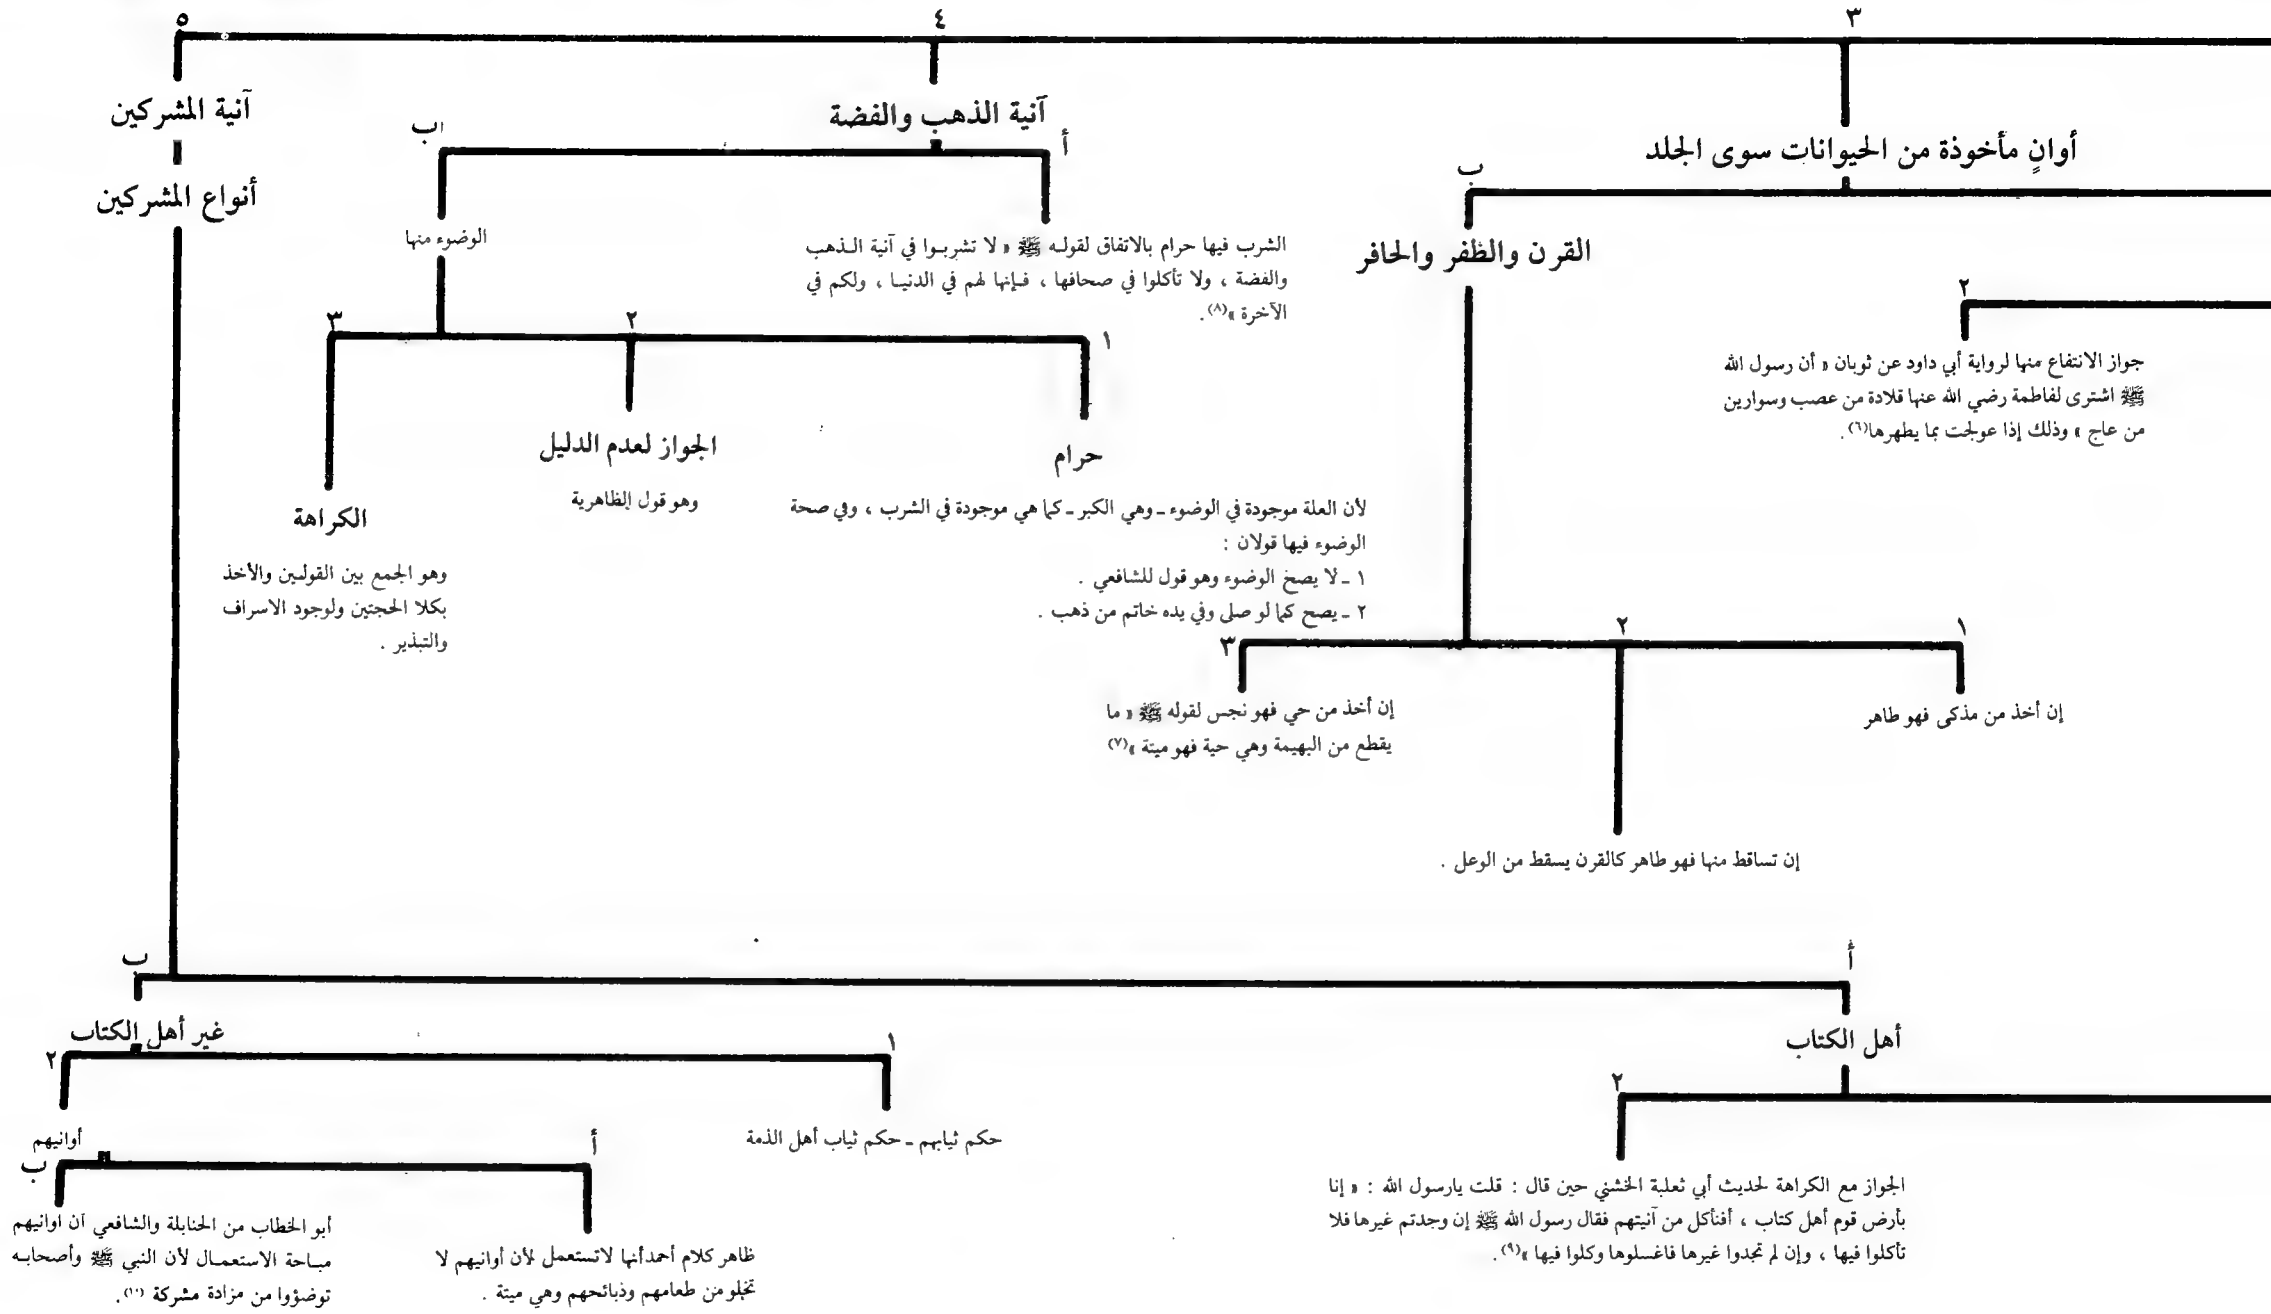 ٣
أوانٍ مأخوذة من الحيوانات سوى الجلد
٢
جواز الانتفاع منها لرواية أبي داود عن ثوبان « أن رسول الله
ﷺ اشترى لفاطمة رضي الله عنها قلادة من عصب وسوارين
من عاج » وذلك إذا عولجت بما يطهرها(٦).
ب
القرن والظفر والحافر
١
إن أخذ من مذكى فهو طاهر
٢
إن تساقط منها فهو طاهر كالقرن يسقط من الوعل .
٣
إن أخذ من حي فهو نجس لقوله ﷺ « ما
يقطع من البهيمة وهي حية فهو ميتة »(٧)
٤
آنية الذهب والفضة
أ
الشرب فيها حرام بالاتفاق لقوله ﷺ « لا تشربوا في آنية الذهب
والفضة ، ولا تأكلوا في صحافها ، فإنها لهم في الدنيا ، ولكم في
الآخرة »(٨).
ب
الوضوء منها
١
حرام
لأن العلة موجودة في الوضوء ـ وهي الكبر ـ كما هي موجودة في الشرب ، وفي صحة
الوضوء فيها قولان :
١ ـ لا يصح الوضوء وهو قول للشافعي .
٢ ـ يصح كما لو صلى وفي يده خاتم من ذهب .
٢
الجواز لعدم الدليل
وهو قول الظاهرية
٣
الكراهة
وهو الجمع بين القولين والأخذ
بكلا الحجتين ولوجود الاسراف
والتبذير .
٥
آنية المشركين
أنواع المشركين
أ
أهل الكتاب
٢
الجواز مع الكراهة لحديث أبي ثعلبة الخشني حين قال : قلت يارسول الله : « إنا
بأرض قوم أهل كتاب ، أفنأكل من آنيتهم فقال رسول الله ﷺ إن وجدتم غيرها فلا
تأكلوا فيها ، وإن لم تجدوا غيرها فاغسلوها وكلوا فيها »(٩).
ب
غير أهل الكتاب
١
حكم ثيابهم ـ حكم ثياب أهل الذمة
٢
أوانيهم
أ
ظاهر كلام أحمد أنها لا تستعمل لأن أوانيهم لا
تخلو من طعامهم وذبائحهم وهي ميتة .
ب
أبو الخطاب من الحنابلة والشافعي أن اوانيهم
مباحة الاستعمال لأن النبي ﷺ وأصحابه
توضؤوا من مزادة مشركة (١٠).